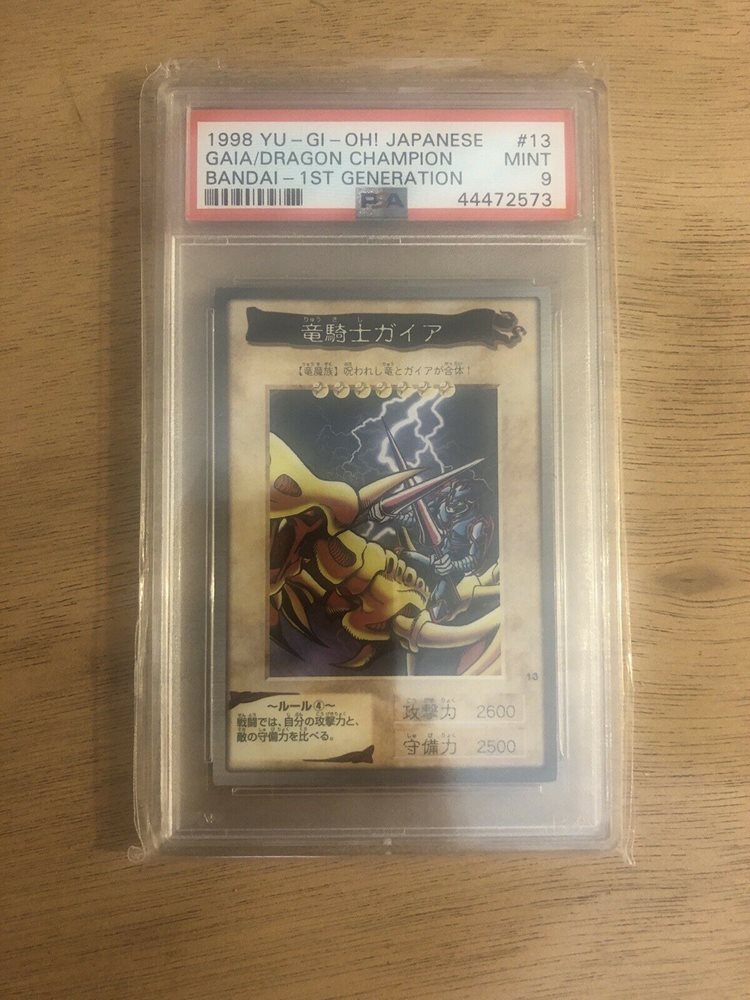 1998 YU-GI-OH! JAPANESE #13
GAIA/DRAGON CHAMPION MINT
BANDAI-1ST GENERATION 9
PSA 44472573
竜騎士ガイア
【竜魔族】呪われし竜とガイアが合体!
13
~ルール④~
戦闘では、自分の攻撃力と、
敵の守備力を比べる。
攻撃力 2600
守備力 2500